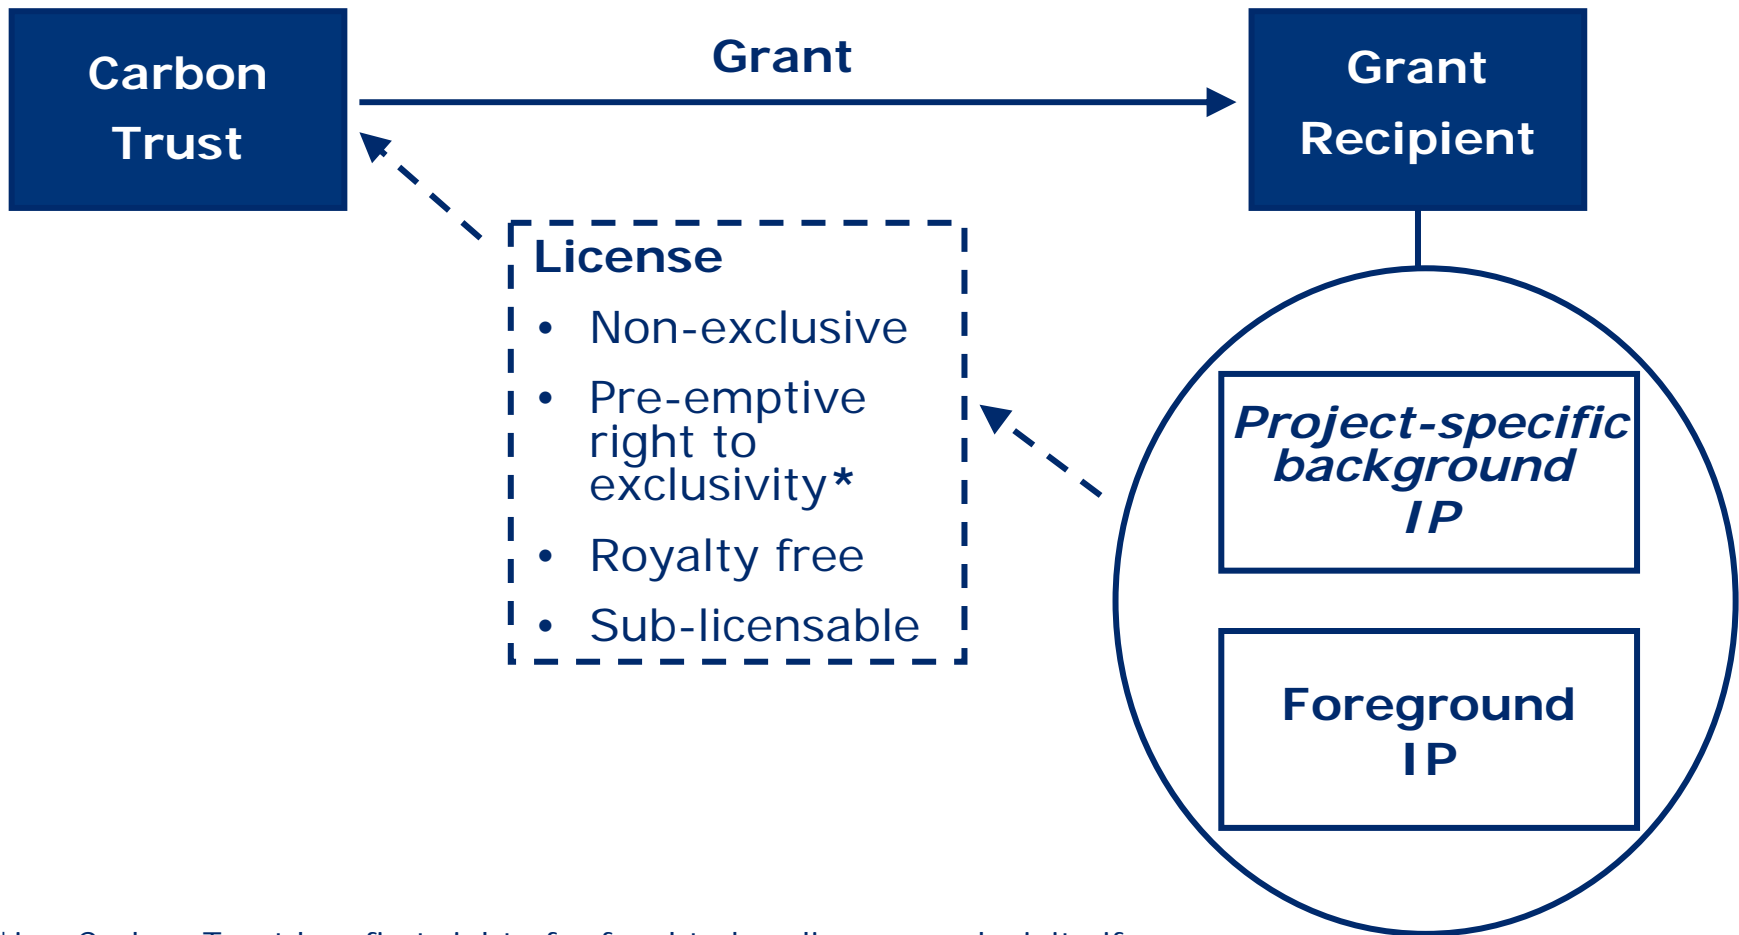 Carbon
Trust
Grant
Grant
Recipient
License
• Non-exclusive
• Pre-emptive
right to
exclusivity*
• Royalty free
• Sub-licensable
Project-specific
background
IP
Foreground
IP